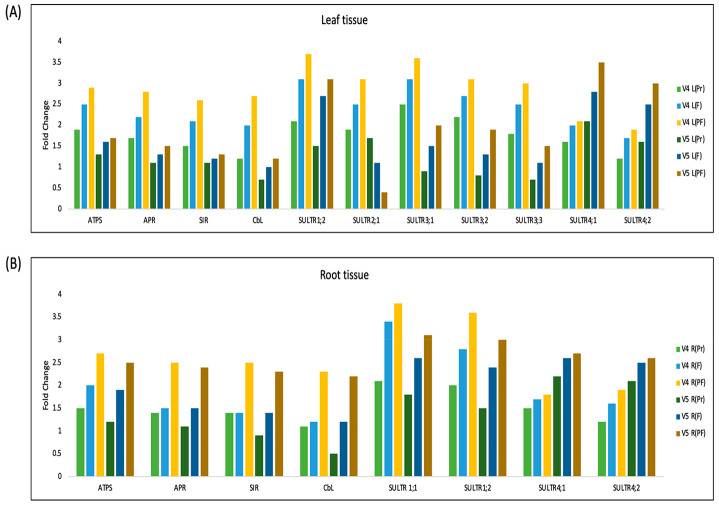 (A)
Leaf tissue
Fold Change
4
3.5
3
2.5
2
1.5
1
0.5
0
ATPS APR SIR CbL SULTR1;2 SULTR2;1 SULTR3;1 SULTR3;2 SULTR3;3 SULTR4;1 SULTR4;2
V4 L(Pr)
V4 L(F)
V4 L(PF)
V5 L(Pr)
V5 L(F)
V5 L(PF)
(B)
Root tissue
Fold Change
4
3.5
3
2.5
2
1.5
1
0.5
0
ATPS APR SIR CbL SULTR 1;1 SULTR1;2 SULTR4;1 SULTR4;2
V4 R(Pr)
V4 R(F)
V4 R(PF)
V5 R(Pr)
V5 R(F)
V5 R(PF)